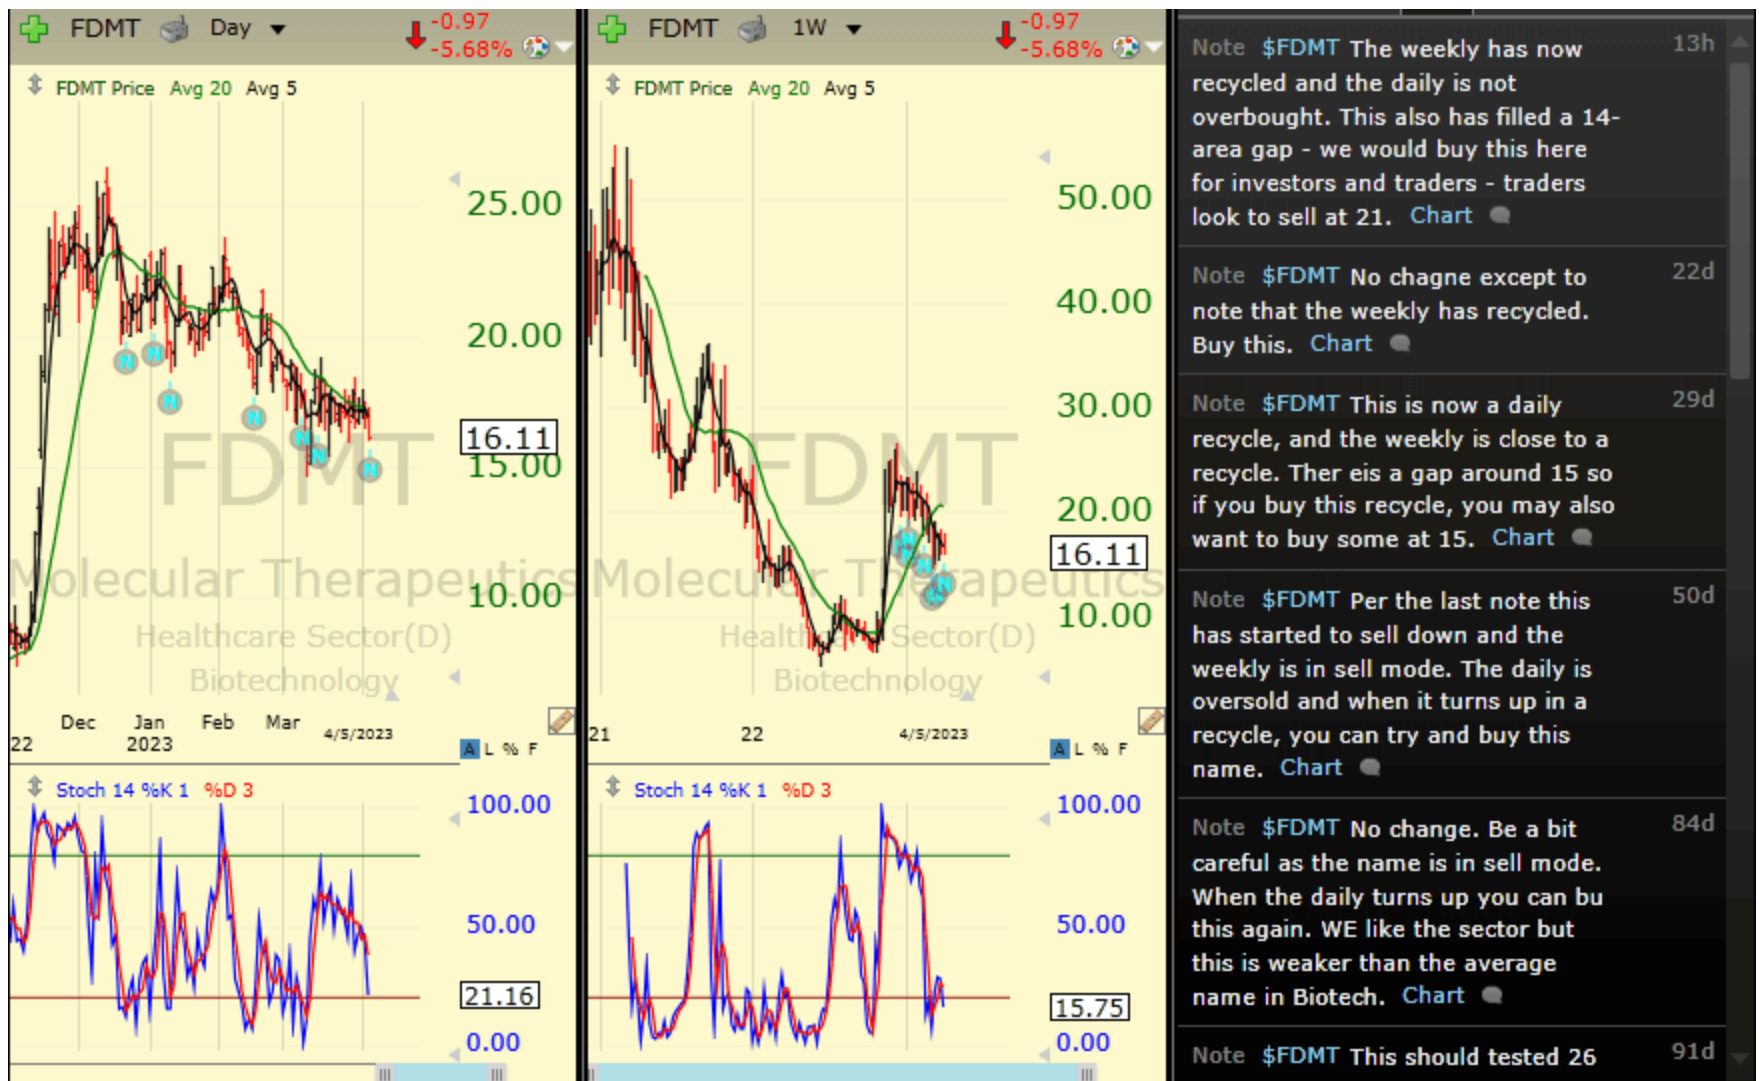 FDMT Day
-0.97
-5.68%
FDMT Price Avg 20 Avg 5
25.00
20.00
16.11
15.00
10.00
FDMT
Molecular Therapeutics
Healthcare Sector(D)
Biotechnology
N
N
N
N
N
N
N
Dec Jan Feb Mar 4/5/2023
22 2023
A L % F
Stoch 14 %K 1 %D 3
100.00
50.00
21.16
0.00
FDMT 1W
-0.97
-5.68%
FDMT Price Avg 20 Avg 5
50.00
40.00
30.00
20.00
16.11
10.00
FDMT
Molecular Therapeutics
Healthcare Sector(D)
Biotechnology
N
N
N
N
21 22 4/5/2023
A L % F
Stoch 14 %K 1 %D 3
100.00
50.00
15.75
0.00
Note $FDMT The weekly has now 13h
recycled and the daily is not
overbought. This also has filled a 14-
area gap - we would buy this here
for investors and traders - traders
look to sell at 21. Chart
Note $FDMT No chagne except to 22d
note that the weekly has recycled.
Buy this. Chart
Note $FDMT This is now a daily 29d
recycle, and the weekly is close to a
recycle. Ther eis a gap around 15 so
if you buy this recycle, you may also
want to buy some at 15. Chart
Note $FDMT Per the last note this 50d
has started to sell down and the
weekly is in sell mode. The daily is
oversold and when it turns up in a
recycle, you can try and buy this
name. Chart
Note $FDMT No change. Be a bit 84d
careful as the name is in sell mode.
When the daily turns up you can bu
this again. WE like the sector but
this is weaker than the average
name in Biotech. Chart
Note $FDMT This should tested 26 91d